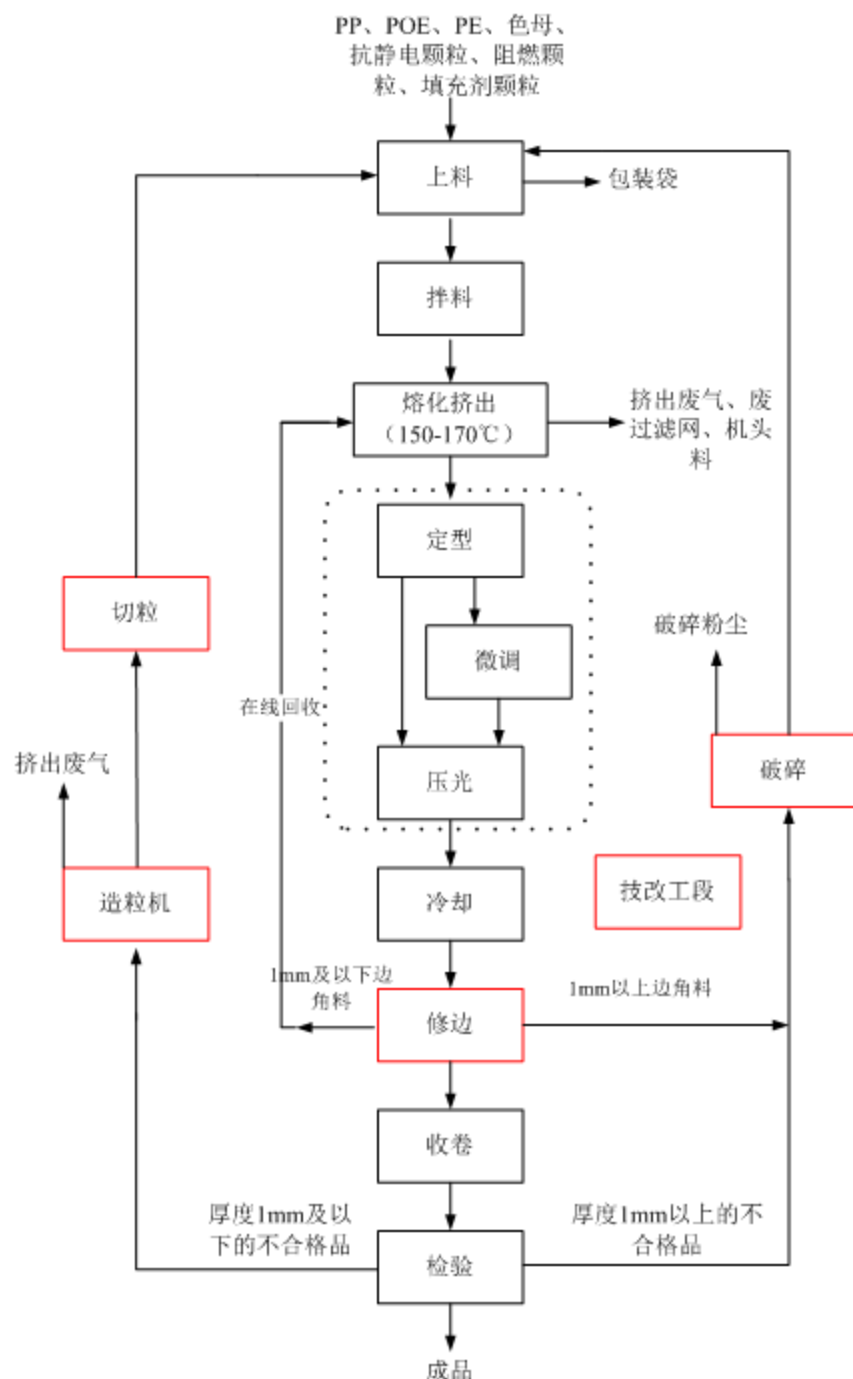 PP、POE、PE、色母、
抗静电颗粒、阻燃颗
粒、填充剂颗粒
上料
包装袋
拌料
熔化挤出
（150-170℃）
挤出废气、废
过滤网、机头
料
定型
切粒
微调
破碎粉尘
在线回收
挤出废气
压光
破碎
造粒机
冷却
技改工段
1mm及以下边
角料
1mm以上边角料
修边
收卷
厚度1mm及以
下的不合格品
厚度1mm以上的不
合格品
检验
成品